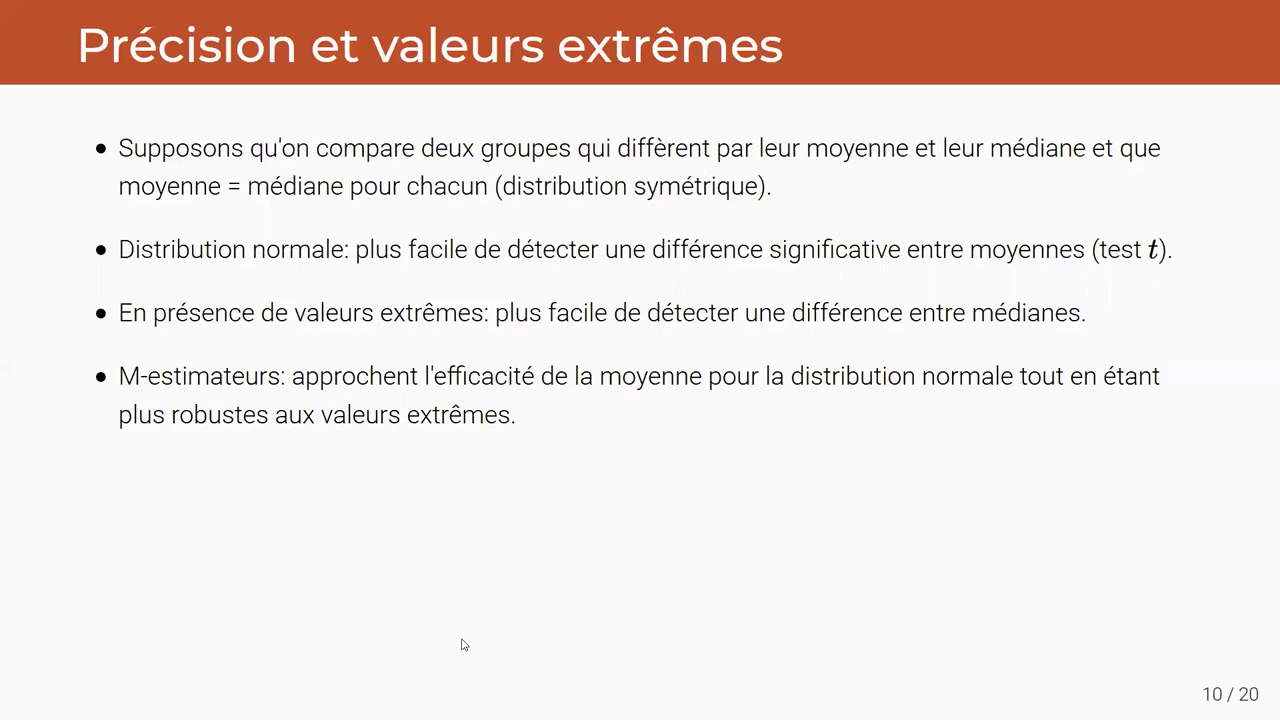 Précision et valeurs extrêmes
• Supposons qu'on compare deux groupes qui diffèrent par leur moyenne et leur médiane et que
moyenne = médiane pour chacun (distribution symétrique).
• Distribution normale: plus facile de détecter une différence significative entre moyennes (test t).
• En présence de valeurs extrêmes: plus facile de détecter une différence entre médianes.
• M-estimateurs: approchent l'efficacité de la moyenne pour la distribution normale tout en étant
plus robustes aux valeurs extrêmes.
10 / 20